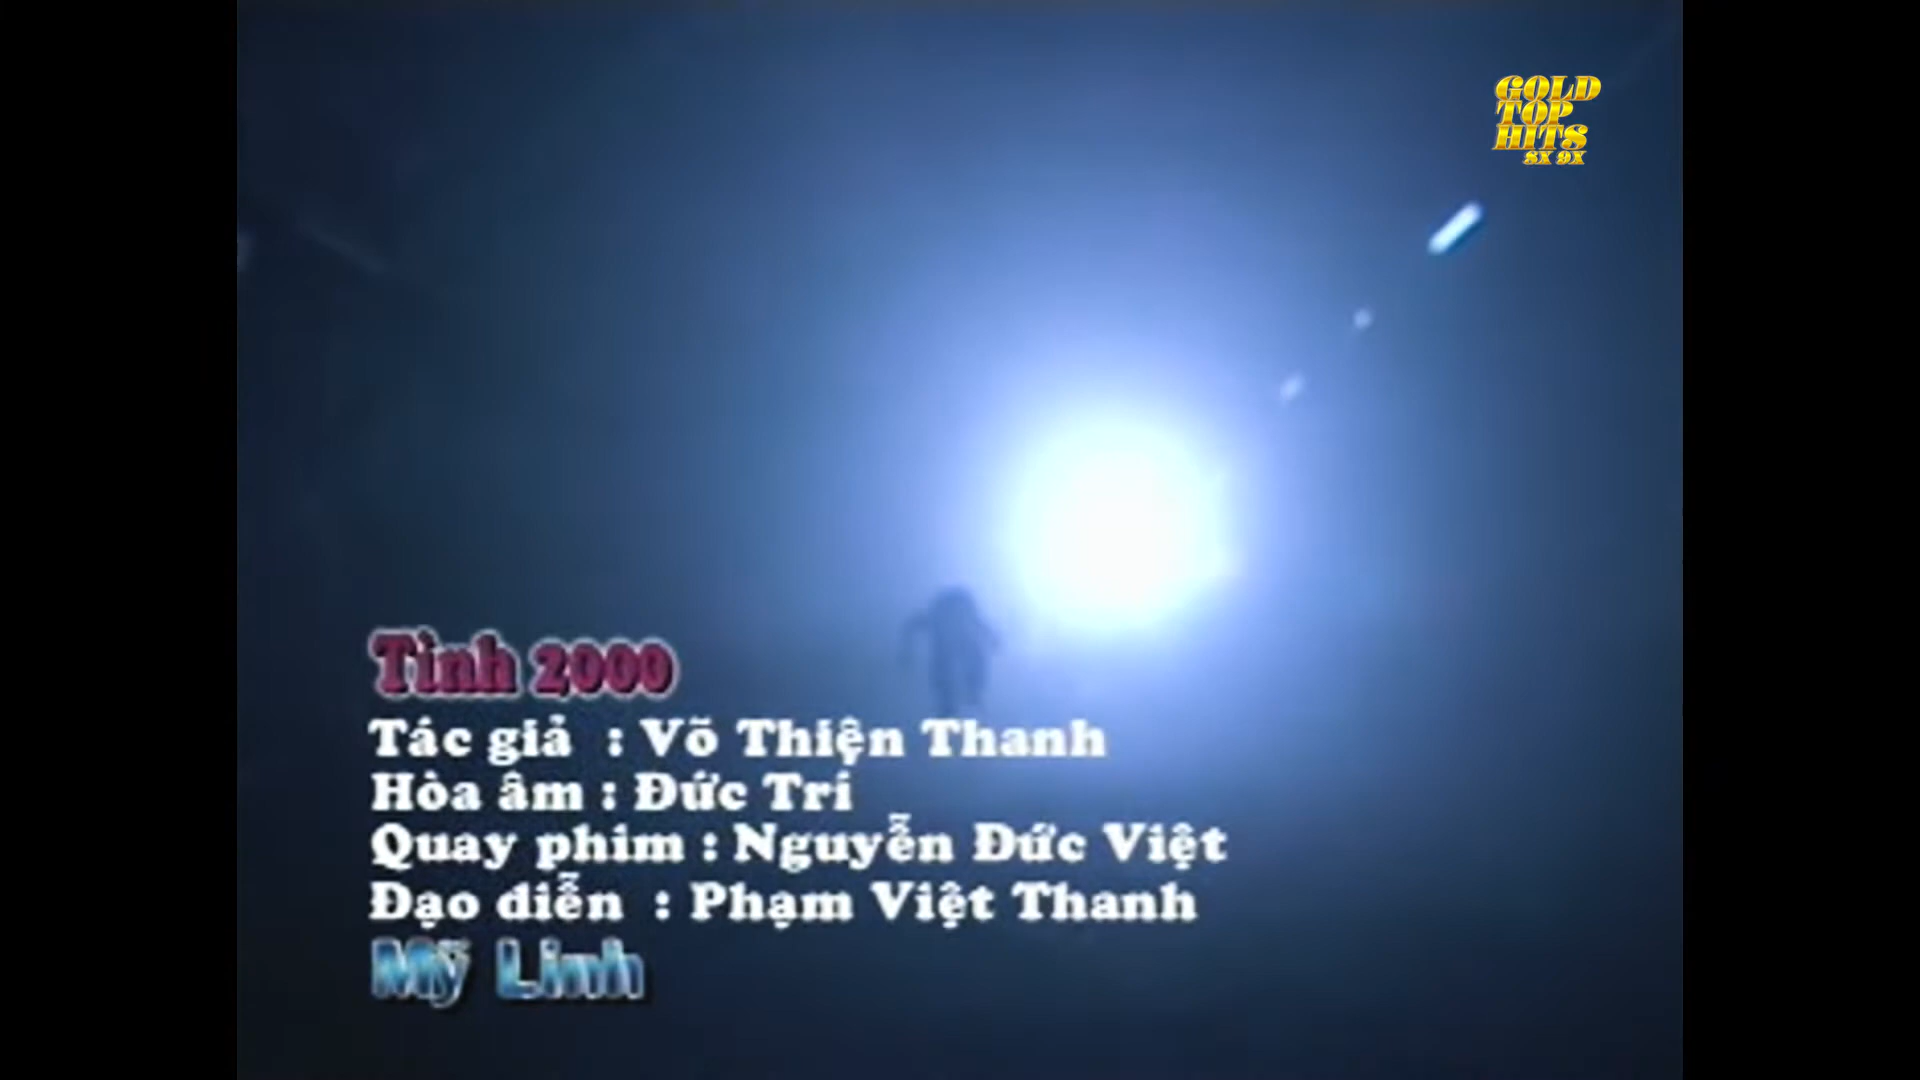 GOLD
TOP
HITS
8X 9X
Tình 2000
Tác giả : Võ Thiện Thanh
Hòa âm : Đức Trí
Quay phim : Nguyễn Đức Việt
Đạo diễn : Phạm Việt Thanh
Mỹ Linh